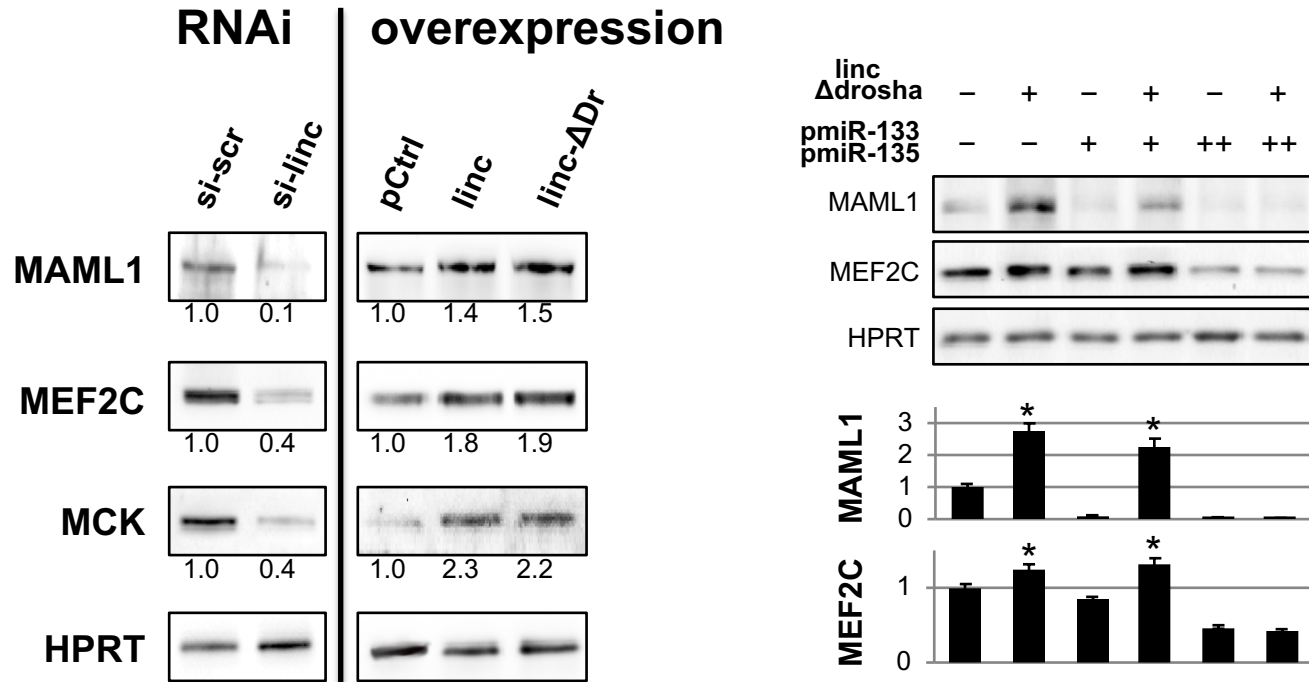 RNAi overexpression
si-scr si-linc pCtrl linc linc-ΔDr
MAML1
1.0 0.1 1.0 1.4 1.5
MEF2C
1.0 0.4 1.0 1.8 1.9
MCK
1.0 0.4 1.0 2.3 2.2
HPRT
linc
Δdrosha − + − + − +
pmiR-133
pmiR-135 − − + + ++ ++
MAML1
MEF2C
HPRT
MAML1
3
2
1
0
* *
MEF2C
1
0
* *